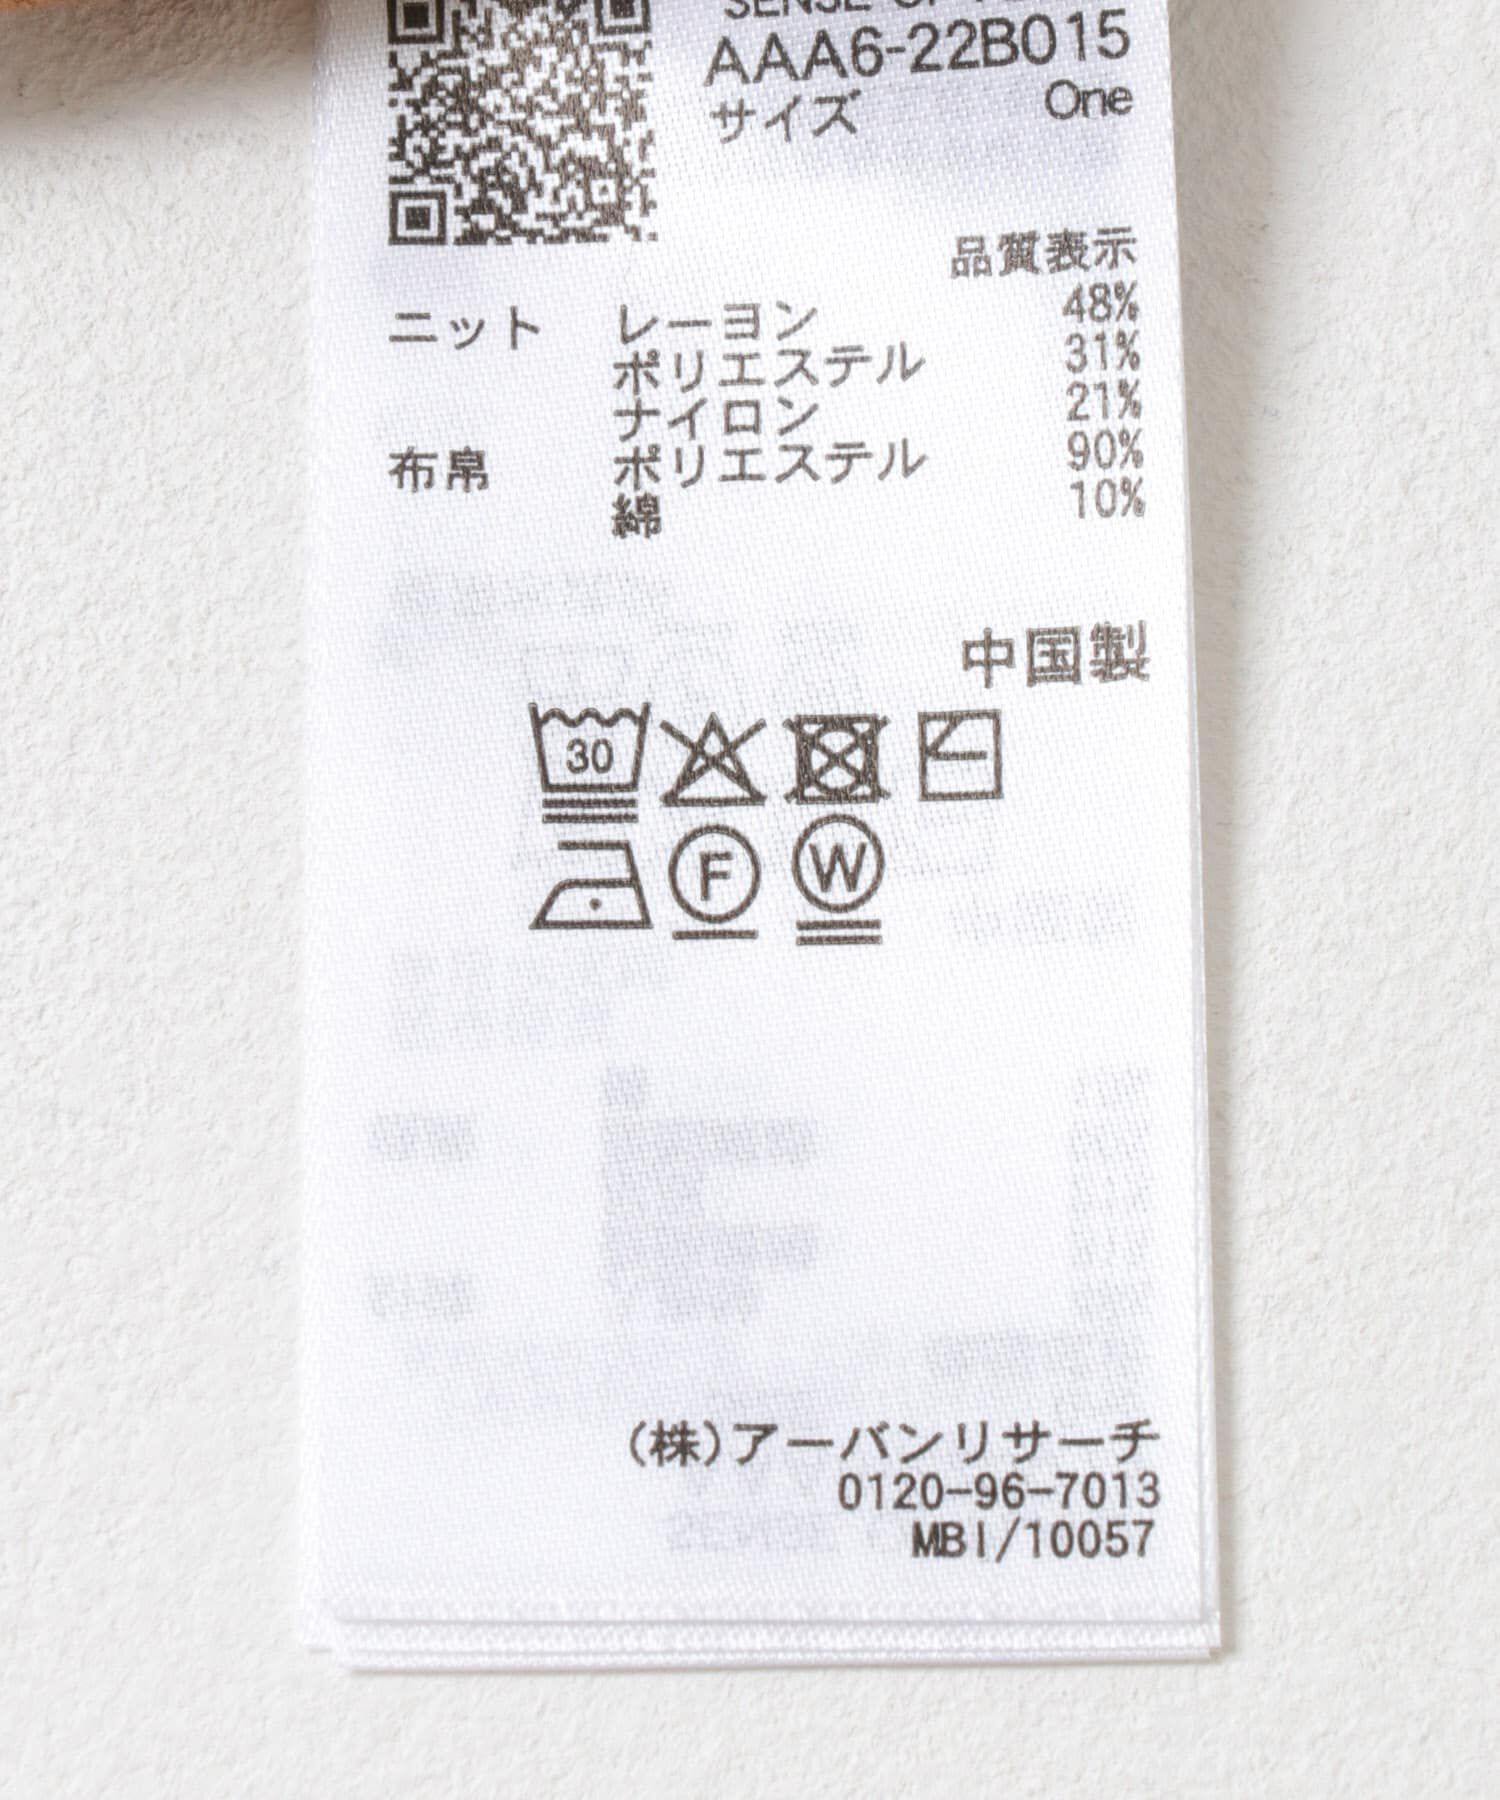 SENSE OF
AAA6-22B015
サイズ One
品質表示
ニット レーヨン 48%
ポリエステル 31%
ナイロン 21%
布帛 ポリエステル 90%
綿 10%
中国製
30
F W
(株)アーバンリサーチ
0120-96-7013
MBI/10057